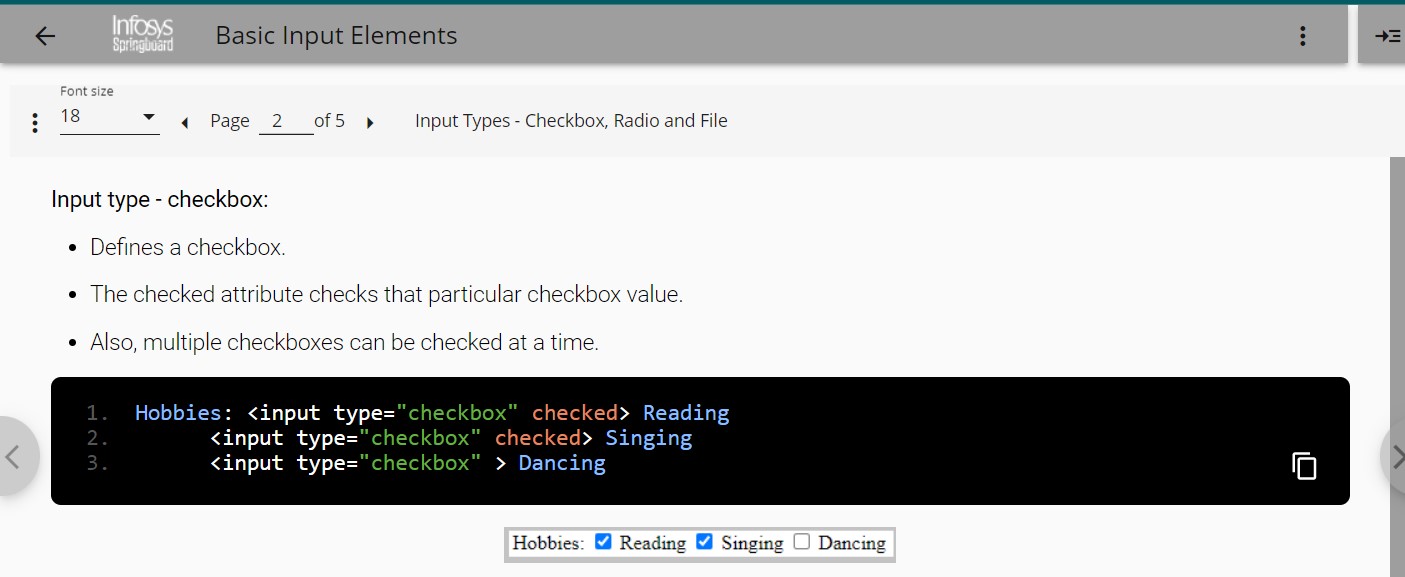 Infosys
Springboard
Basic Input Elements
Font size
18
Page 2 of 5
Input Types - Checkbox, Radio and File
Input type - checkbox:
• Defines a checkbox.
• The checked attribute checks that particular checkbox value.
• Also, multiple checkboxes can be checked at a time.
1. Hobbies: <input type="checkbox" checked> Reading
2. <input type="checkbox" checked> Singing
3. <input type="checkbox" > Dancing
Hobbies: Reading Singing Dancing